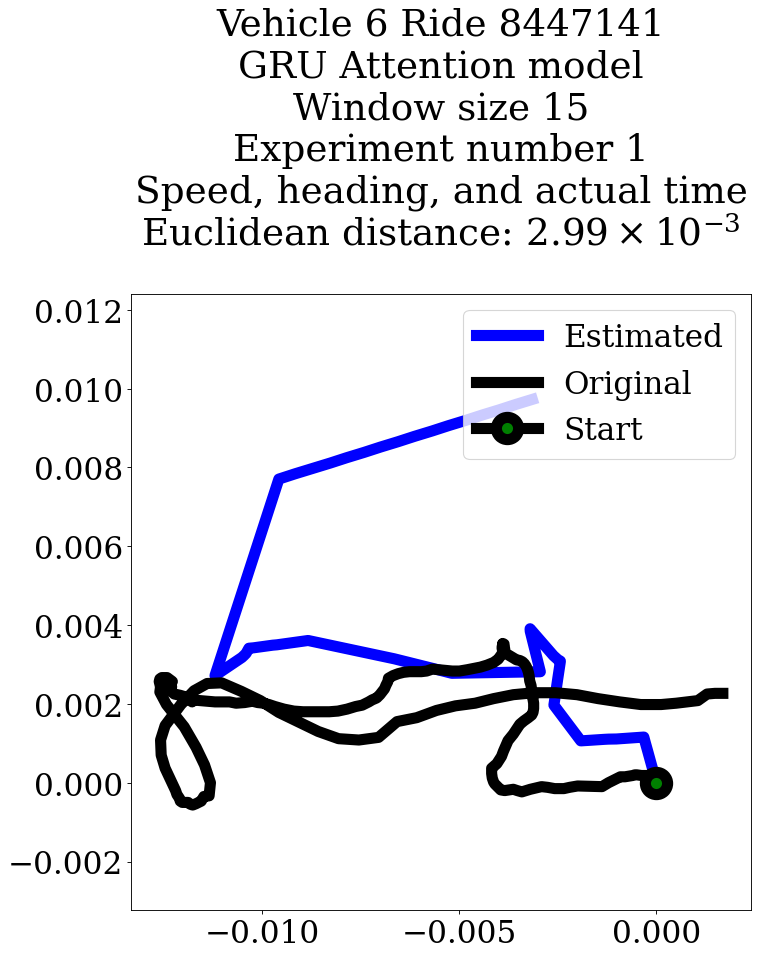 Vehicle 6 Ride 8447141
GRU Attention model
Window size 15
Experiment number 1
Speed, heading, and actual time
Euclidean distance: 2.99 × 10⁻³
Estimated
Original
Start
0.012
0.010
0.008
0.006
0.004
0.002
0.000
−0.002
−0.010
−0.005
0.000